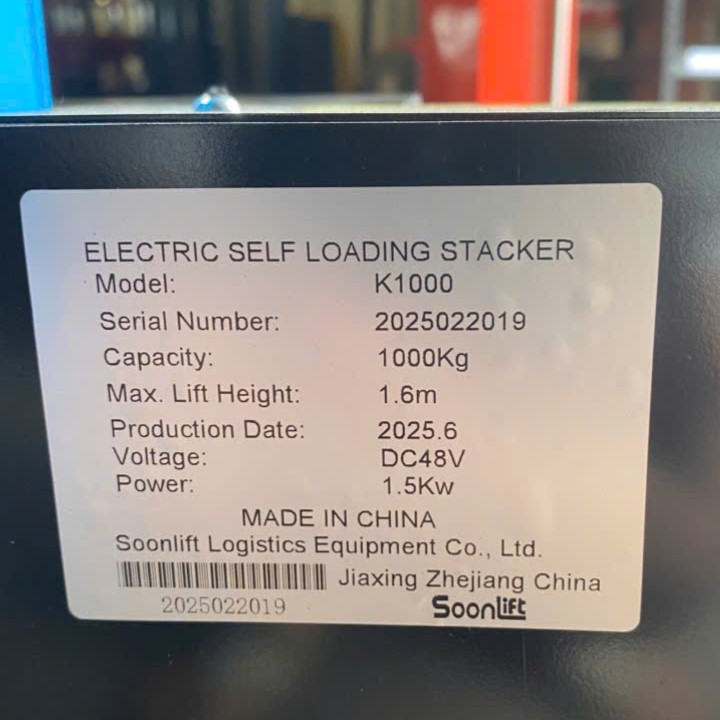 ELECTRIC SELF LOADING STACKER
Model: K1000
Serial Number: 2025022019
Capacity: 1000Kg
Max. Lift Height: 1.6m
Production Date: 2025.6
Voltage: DC48V
Power: 1.5Kw
MADE IN CHINA
Soonlift Logistics Equipment Co., Ltd.
Jiaxing Zhejiang China
2025022019
Soonlift